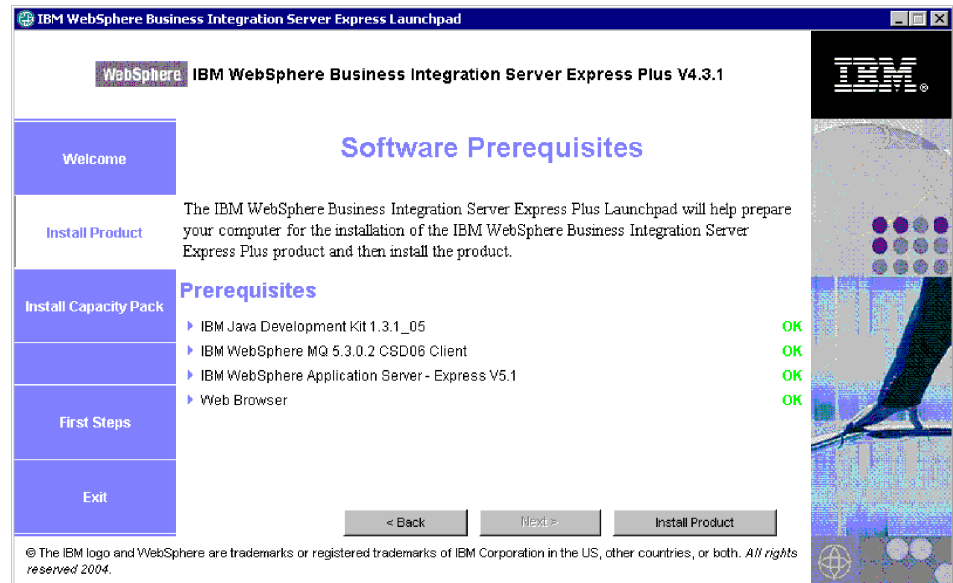 IBM WebSphere Business Integration Server Express Launchpad
WebSphere IBM WebSphere Business Integration Server Express Plus V4.3.1
IBM®
Welcome
Install Product
Install Capacity Pack
First Steps
Exit
Software Prerequisites
The IBM WebSphere Business Integration Server Express Plus Launchpad will help prepare
your computer for the installation of the IBM WebSphere Business Integration Server
Express Plus product and then install the product.
Prerequisites
IBM Java Development Kit 1.3.1_05 OK
IBM WebSphere MQ 5.3.0.2 CSD06 Client OK
IBM WebSphere Application Server - Express V5.1 OK
Web Browser OK
< Back Next > Install Product
© The IBM logo and WebSphere are trademarks or registered trademarks of IBM Corporation in the US, other countries, or both. All rights
reserved 2004.